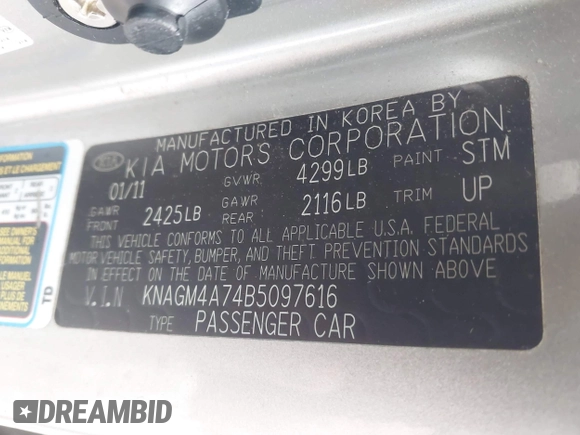 MANUFACTURED IN KOREA BY
KIA KIA MOTORS CORPORATION
01/11 GVWR 4299LB PAINT STM
GAWR FRONT 2425LB GAWR REAR 2116LB TRIM UP
THIS VEHICLE CONFORMS TO ALL APPLICABLE U.S.A. FEDERAL
MOTOR VEHICLE SAFETY, BUMPER, AND THEFT PREVENTION STANDARDS
IN EFFECT ON THE DATE OF MANUFACTURE SHOWN ABOVE
V.I.N KNAGM4A74B5097616
TYPE PASSENGER CAR
TD
DREAMBID